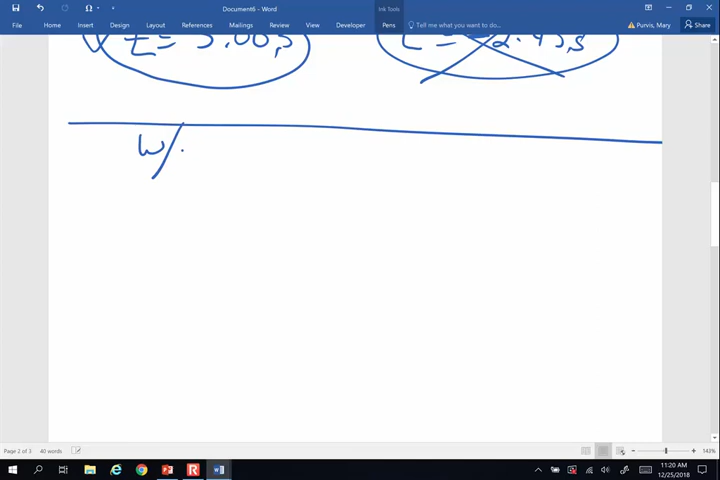 Document6 - Word
Ink Tools
File Home Insert Design Layout References Mailings Review View Developer Pens Tell me what you want to do... Purvis, Mary Share
w/
Page 2 of 3 40 words 143%
11:20 AM
12/25/2018